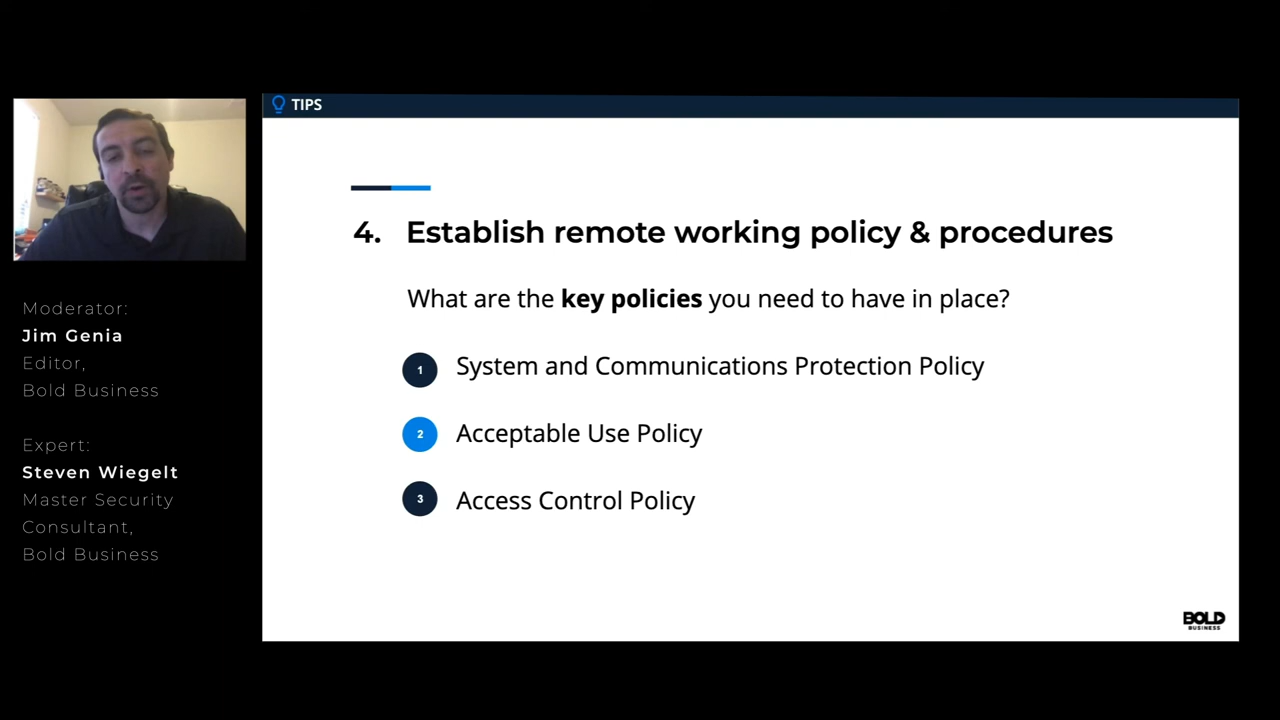 TIPS
Moderator:
Jim Genia
Editor,
Bold Business
Expert:
Steven Wiegelt
Master Security
Consultant,
Bold Business
4. Establish remote working policy & procedures
What are the key policies you need to have in place?
1 System and Communications Protection Policy
2 Acceptable Use Policy
3 Access Control Policy
BOLD
BUSINESS